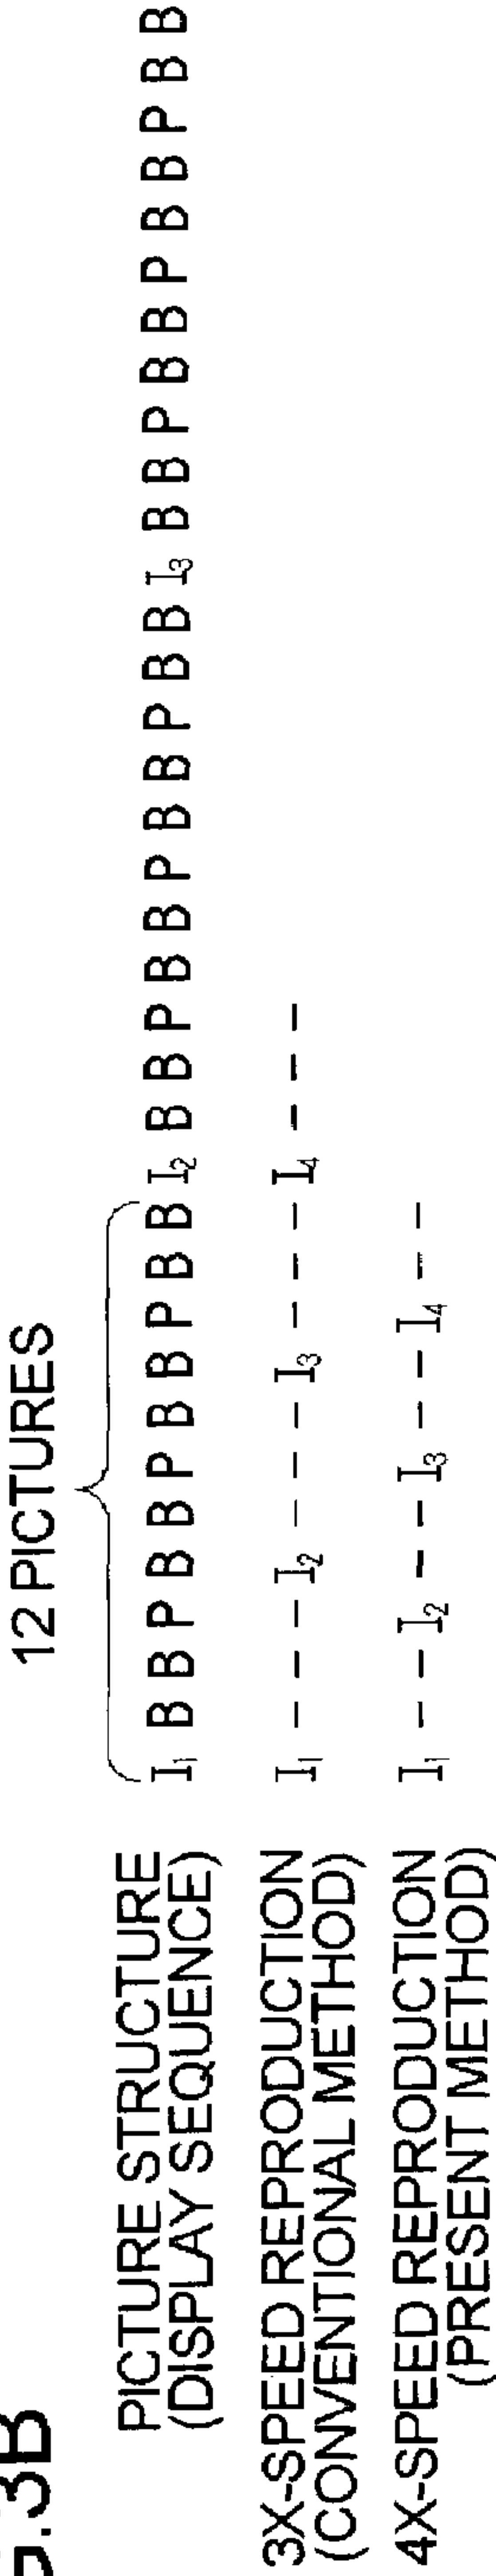 G.3B
12 PICTURES
PICTURE STRUCTURE
(DISPLAY SEQUENCE)
I₁ B B P B B P B B P B B I₂ B B P B B P B B P B B I₃ B B P B B P B B P B B
3X-SPEED REPRODUCTION
(CONVENTIONAL METHOD)
I₁ – – – I₂ – – – I₃ – – – I₄ – – –
4X-SPEED REPRODUCTION
(PRESENT METHOD)
I₁ – – I₂ – – I₃ – – I₄ – –